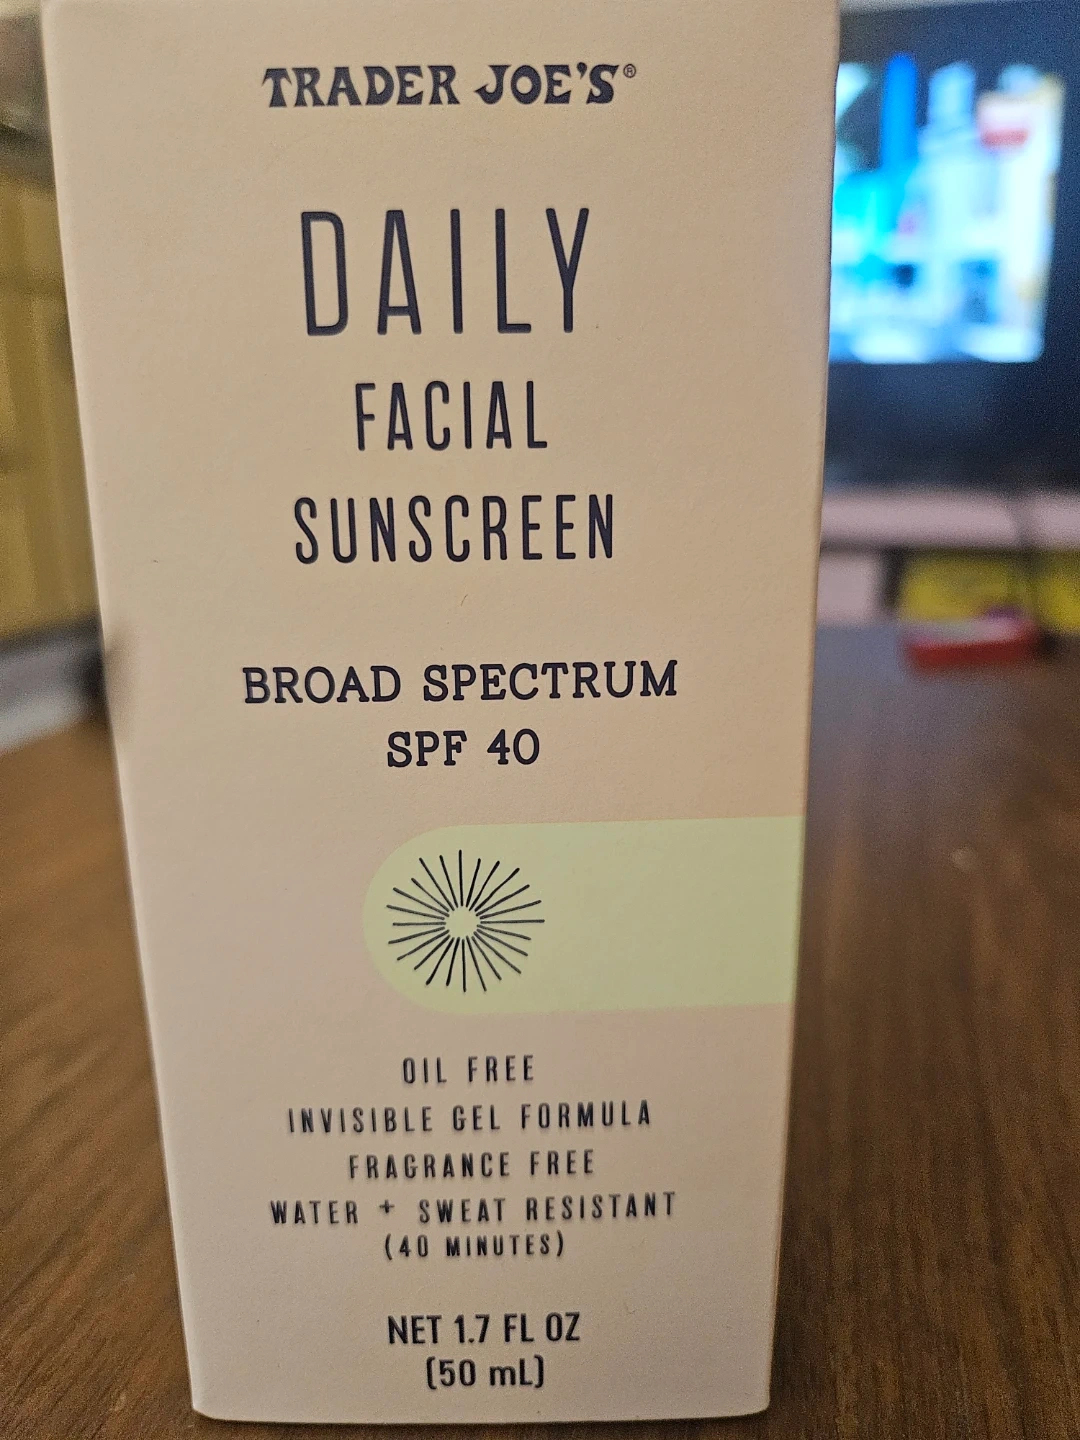 TRADER JOE'S®
DAILY
FACIAL
SUNSCREEN
BROAD SPECTRUM
SPF 40
OIL FREE
INVISIBLE GEL FORMULA
FRAGRANCE FREE
WATER + SWEAT RESISTANT
(40 MINUTES)
NET 1.7 FL OZ
(50 mL)